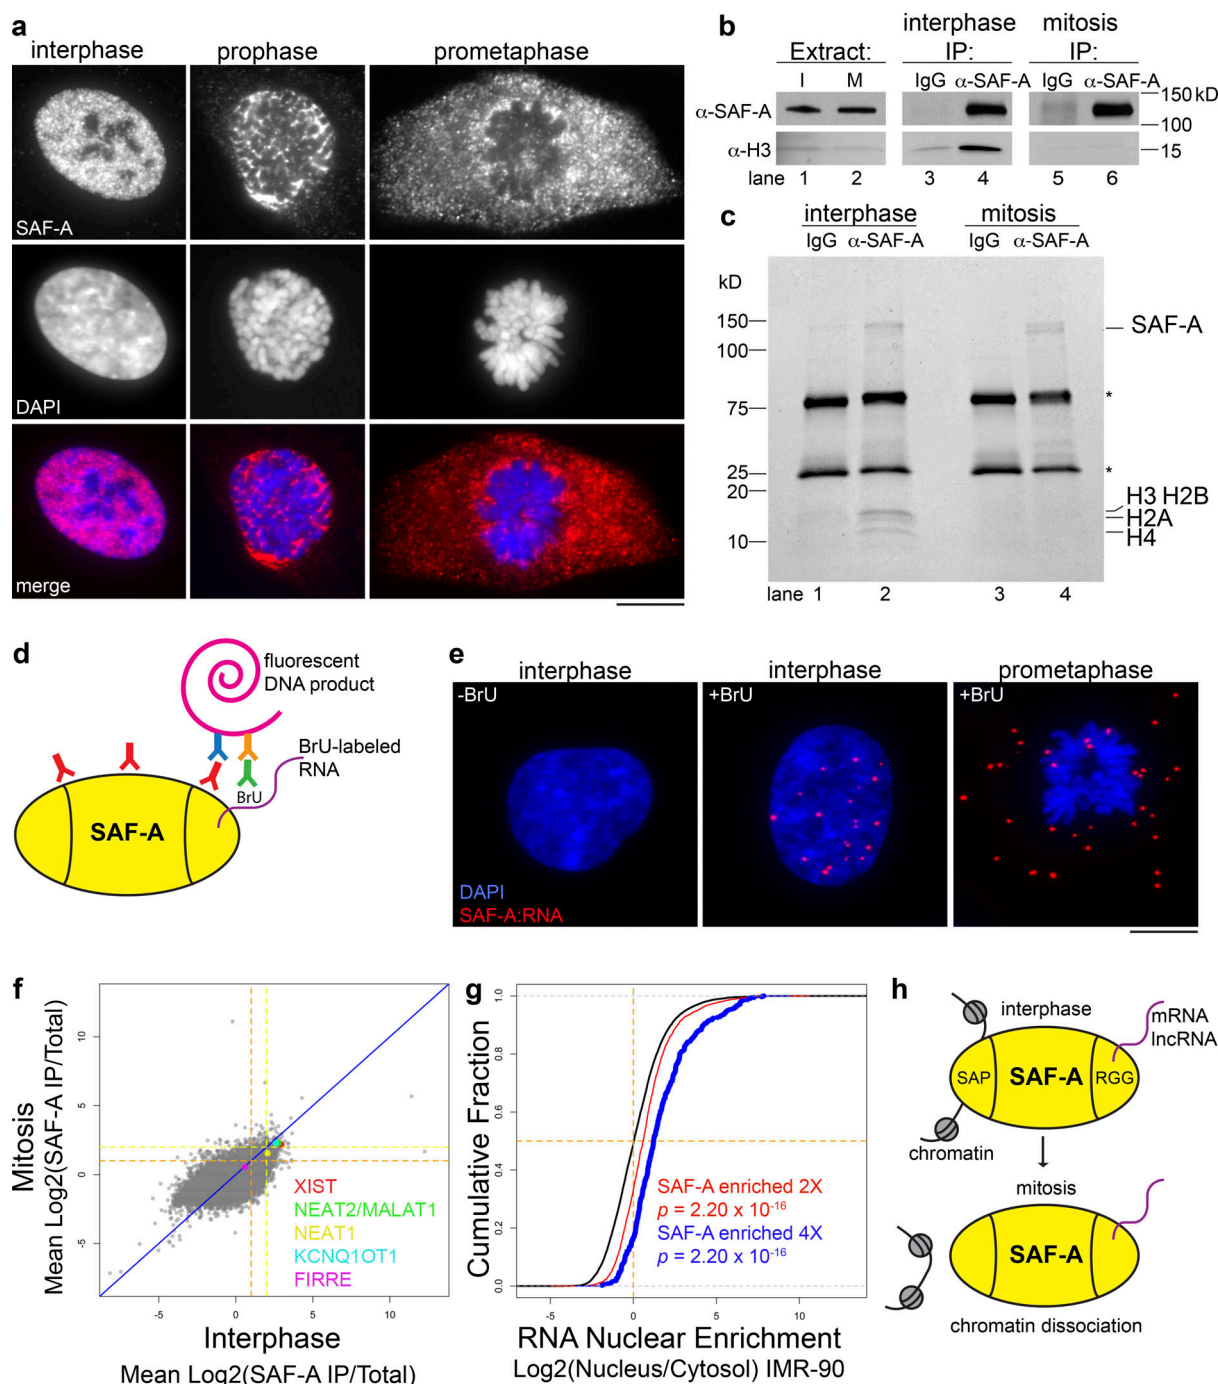 a
interphase
prophase
prometaphase
SAF-A
DAPI
merge
b
interphase
mitosis
Extract:
IP:
IP:
I
M
IgG
α-SAF-A
IgG
α-SAF-A
α-SAF-A
150 kD
100
α-H3
15
lane
1
2
3
4
5
6
c
interphase
mitosis
IgG
α-SAF-A
IgG
α-SAF-A
kD
150
SAF-A
100
75
*
25
*
20
H3 H2B
H2A
H4
10
lane
1
2
3
4
d
fluorescent
DNA product
BrU-labeled
RNA
BrU
SAF-A
e
interphase
interphase
prometaphase
-BrU
+BrU
+BrU
DAPI
SAF-A:RNA
f
Mitosis
Mean Log2(SAF-A IP/Total)
10
5
0
-5
XIST
NEAT2/MALAT1
NEAT1
KCNQ1OT1
FIRRE
-5
0
5
10
Interphase
Mean Log2(SAF-A IP/Total)
g
Cumulative Fraction
1.0
0.8
0.6
0.4
0.2
0.0
SAF-A enriched 2X
p = 2.20 x 10⁻¹⁶
SAF-A enriched 4X
p = 2.20 x 10⁻¹⁶
-5
0
5
10
RNA Nuclear Enrichment
Log2(Nucleus/Cytosol) IMR-90
h
interphase
mRNA
lncRNA
SAP
SAF-A
RGG
chromatin
mitosis
SAF-A
chromatin dissociation